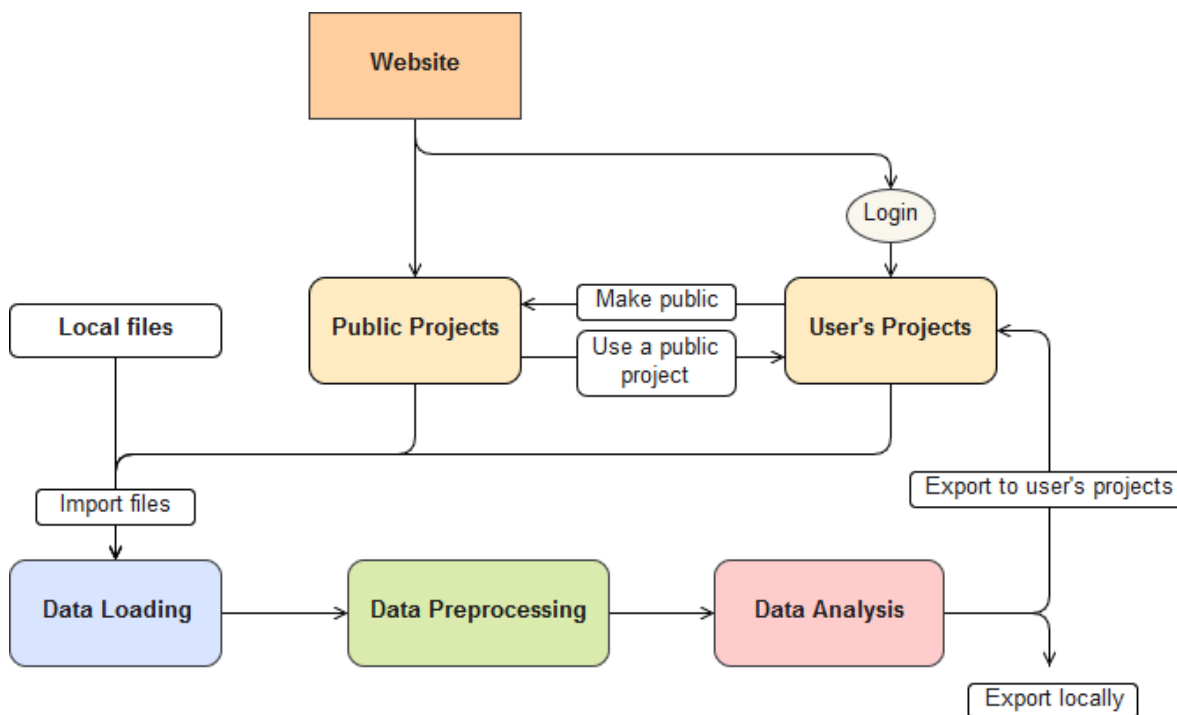 Website
Login
Local files
Public Projects
Make public
Use a public
project
User's Projects
Import files
Export to user's projects
Data Loading
Data Preprocessing
Data Analysis
Export locally